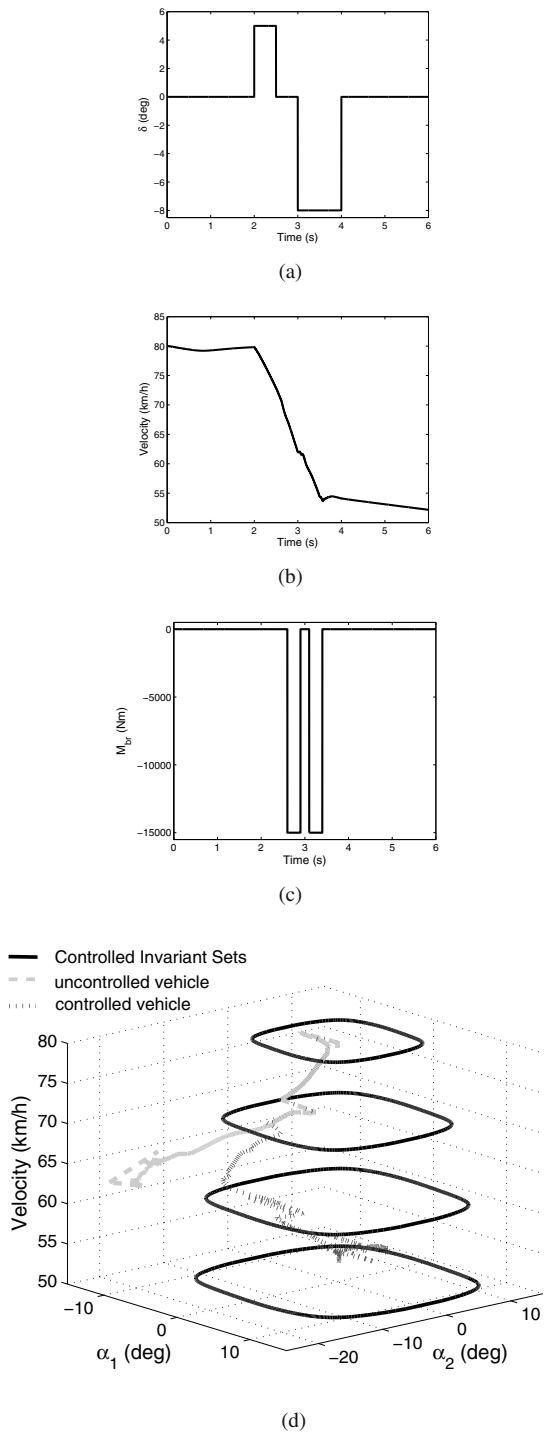 6
4
2
0
−2
−4
−6
−8
δ (deg)
0 1 2 3 4 5 6
Time (s)
(a)
85
80
75
70
65
60
55
50
Velocity (km/h)
0 1 2 3 4 5 6
Time (s)
(b)
0
−5000
−10000
−15000
M_br (Nm)
0 1 2 3 4 5 6
Time (s)
(c)
Controlled Invariant Sets
uncontrolled vehicle
controlled vehicle
80
75
70
65
60
55
50
Velocity (km/h)
−10 0 10
α_1 (deg)
−20 −10 0 10
α_2 (deg)
(d)